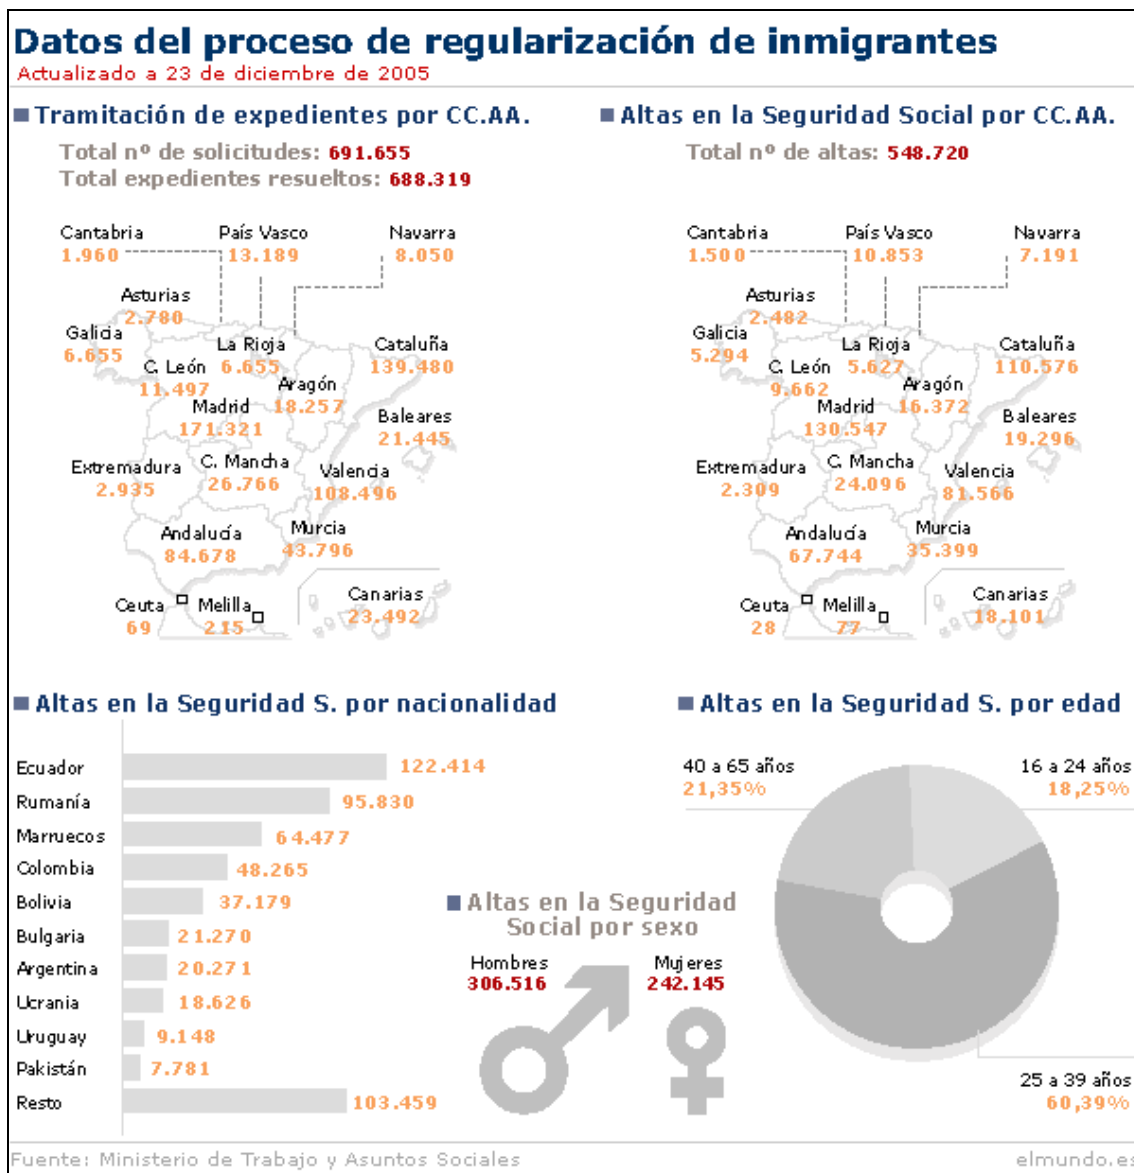 Datos del proceso de regularización de inmigrantes
Actualizado a 23 de diciembre de 2005
Tramitación de expedientes por CC.AA.
Total nº de solicitudes: 691.655
Total expedientes resueltos: 688.319
Cantabria
1.960
País Vasco
13.189
Navarra
8.050
Asturias
2.780
Galicia
6.655
La Rioja
6.655
Cataluña
139.480
C. León
11.497
Aragón
18.257
Madrid
171.321
Baleares
21.445
Extremadura
2.935
C. Mancha
26.766
Valencia
108.496
Andalucía
84.678
Murcia
43.796
Ceuta
69
Melilla
215
Canarias
23.492
Altas en la Seguridad Social por CC.AA.
Total nº de altas: 548.720
Cantabria
1.500
País Vasco
10.853
Navarra
7.191
Asturias
2.482
Galicia
5.294
La Rioja
5.627
Cataluña
110.576
C. León
9.662
Aragón
16.372
Madrid
130.547
Baleares
19.296
Extremadura
2.309
C. Mancha
24.096
Valencia
81.566
Andalucía
67.744
Murcia
35.399
Ceuta
28
Melilla
77
Canarias
18.101
Altas en la Seguridad S. por nacionalidad
Ecuador 122.414
Rumanía 95.830
Marruecos 64.477
Colombia 48.265
Bolivia 37.179
Bulgaria 21.270
Argentina 20.271
Ucrania 18.626
Uruguay 9.148
Pakistán 7.781
Resto 103.459
Altas en la Seguridad
Social por sexo
Hombres
306.516
Mujeres
242.145
Altas en la Seguridad S. por edad
40 a 65 años
21,35%
16 a 24 años
18,25%
25 a 39 años
60,39%
Fuente: Ministerio de Trabajo y Asuntos Sociales
elmundo.es